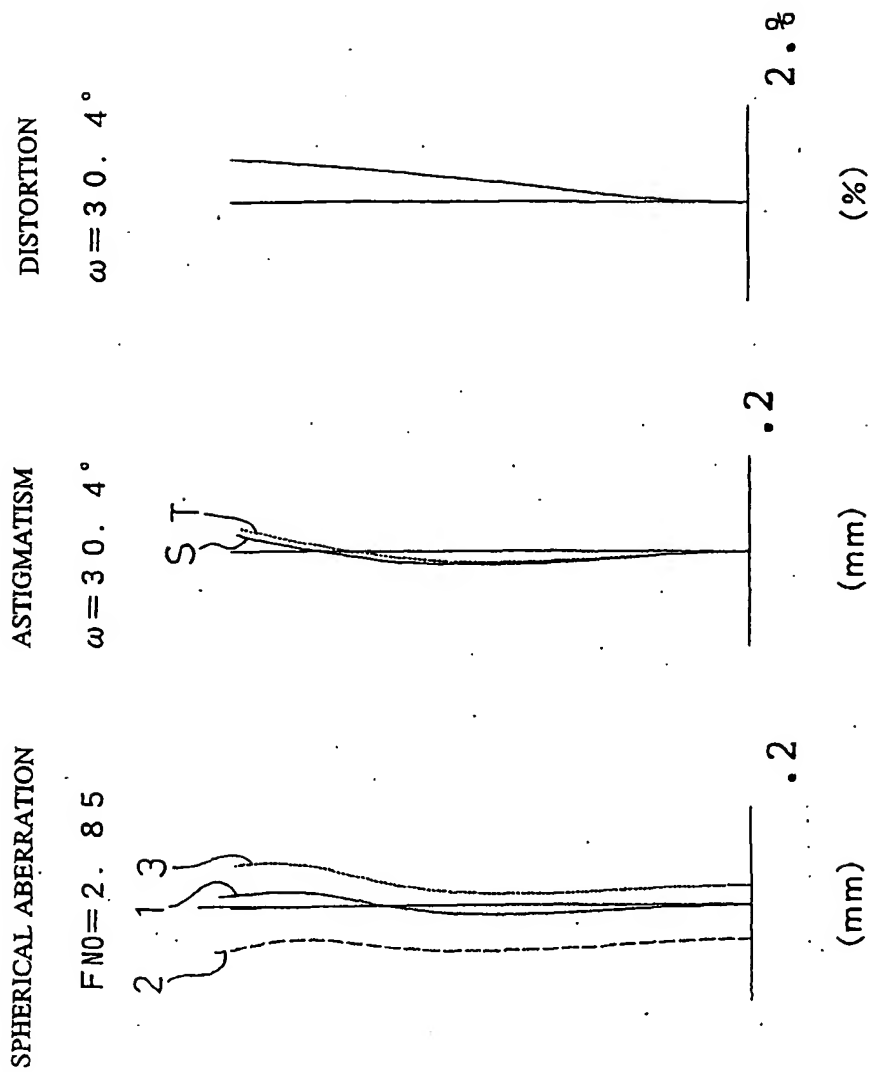 SPHERICAL ABERRATION
FNO=2.85
2
1
3
.2
(mm)
ASTIGMATISM
ω=30.4°
S
T
.2
(mm)
DISTORTION
ω=30.4°
2.%
(%)